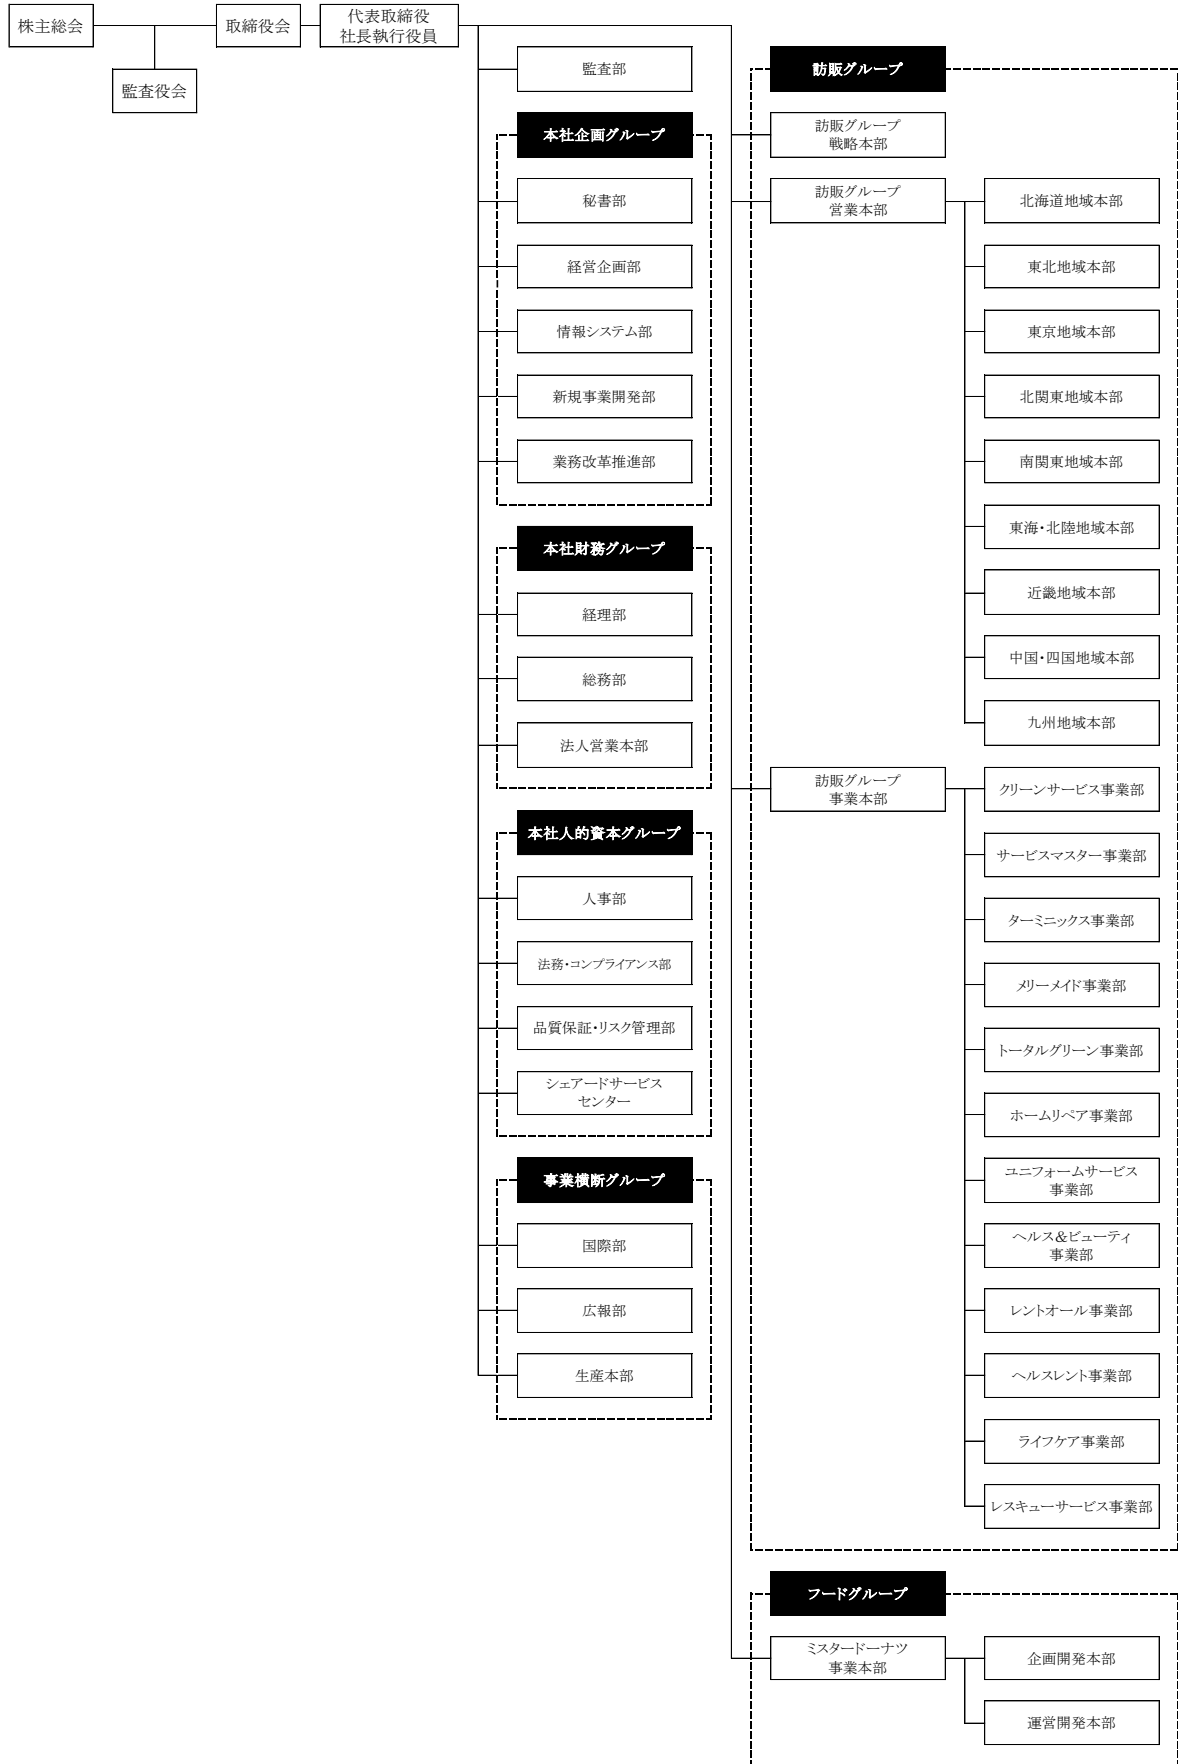 株主総会
監査役会
取締役会
代表取締役
社長執行役員
監査部
本社企画グループ
秘書部
経営企画部
情報システム部
新規事業開発部
業務改革推進部
本社財務グループ
経理部
総務部
法人営業本部
本社人的資本グループ
人事部
法務・コンプライアンス部
品質保証・リスク管理部
シェアードサービス
センター
事業横断グループ
国際部
広報部
生産本部
訪販グループ
訪販グループ
戦略本部
訪販グループ
営業本部
北海道地域本部
東北地域本部
東京地域本部
北関東地域本部
南関東地域本部
東海・北陸地域本部
近畿地域本部
中国・四国地域本部
九州地域本部
訪販グループ
事業本部
クリーンサービス事業部
サービスマスター事業部
ターミニックス事業部
メリーメイド事業部
トータルグリーン事業部
ホームリペア事業部
ユニフォームサービス
事業部
ヘルス&ビューティ
事業部
レントオール事業部
ヘルスレント事業部
ライフケア事業部
レスキューサービス事業部
フードグループ
ミスタードーナツ
事業本部
企画開発本部
運営開発本部